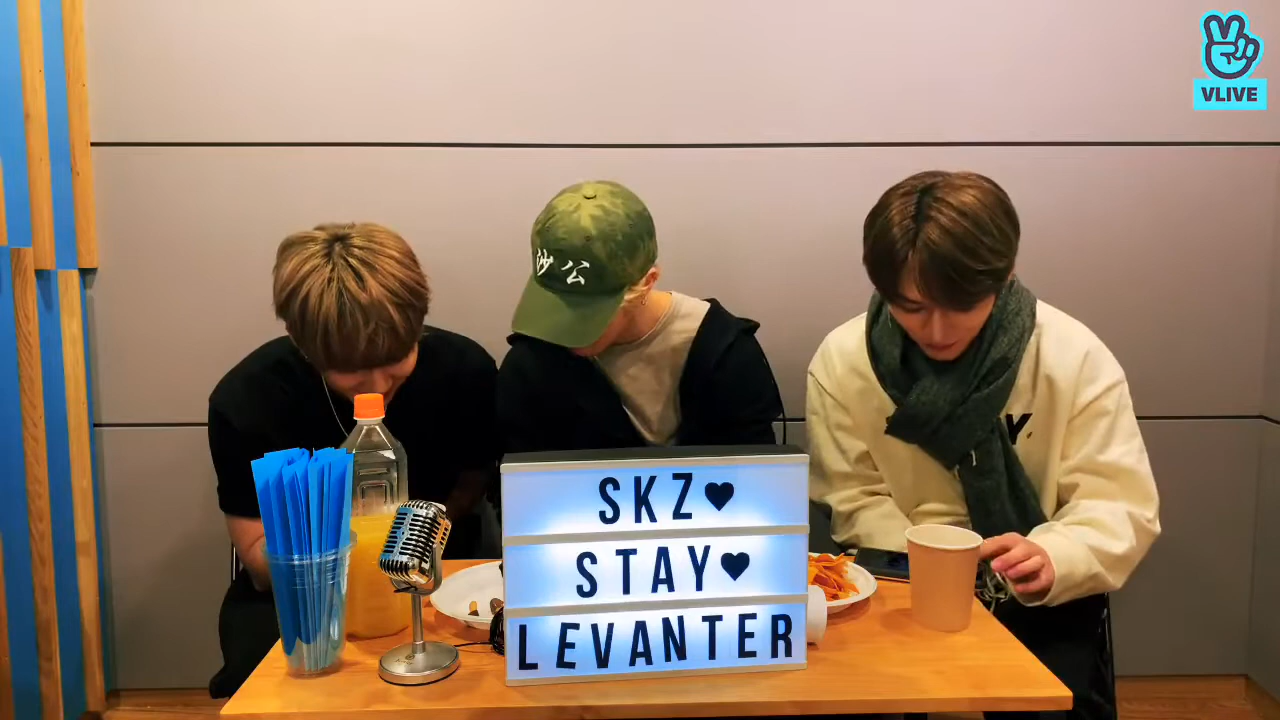 VLIVE
沙公
SKZ♥
STAY♥
LEVANTER
Y.